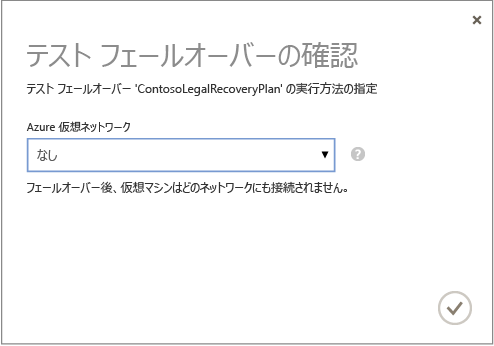 テスト フェールオーバーの確認
テスト フェールオーバー 'ContosoLegalRecoveryPlan' の実行方法の指定
Azure 仮想ネットワーク
なし
フェールオーバー後、仮想マシンはどのネットワークにも接続されません。